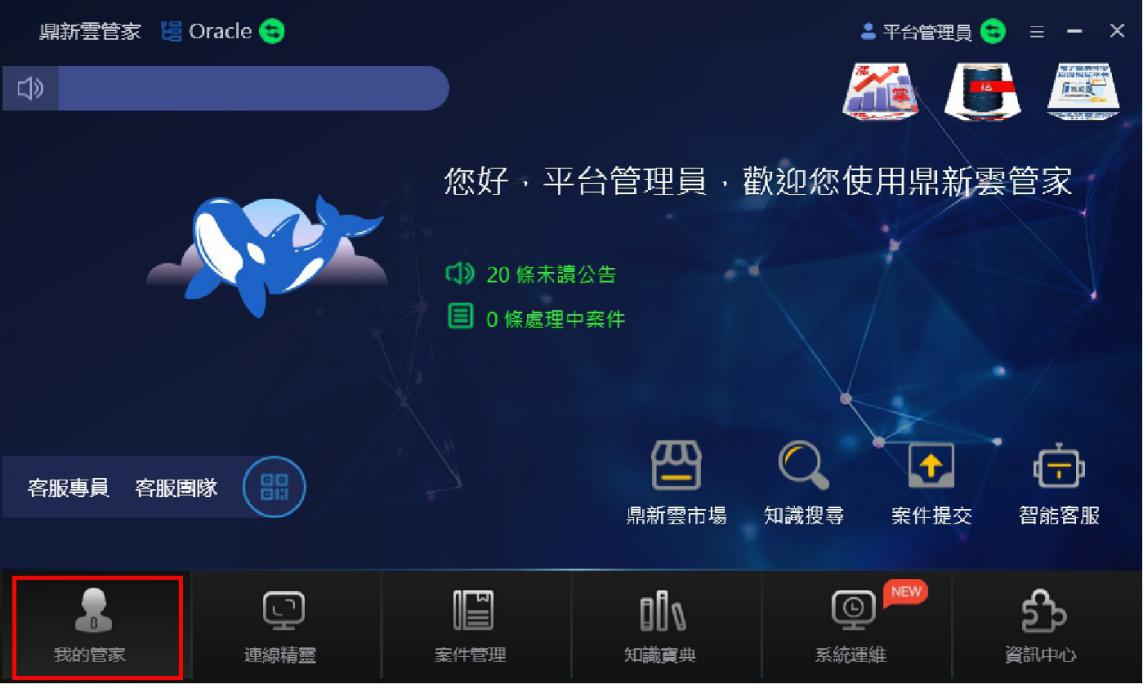 鼎新雲管家 Oracle 平台管理員
漲
您好，平台管理員，歡迎您使用鼎新雲管家
20 條未讀公告
0 條處理中案件
客服專員 客服團隊
鼎新雲市場 知識搜尋 案件提交 智能客服
NEW
我的管家 連線精靈 案件管理 知識寶典 系統運維 資訊中心